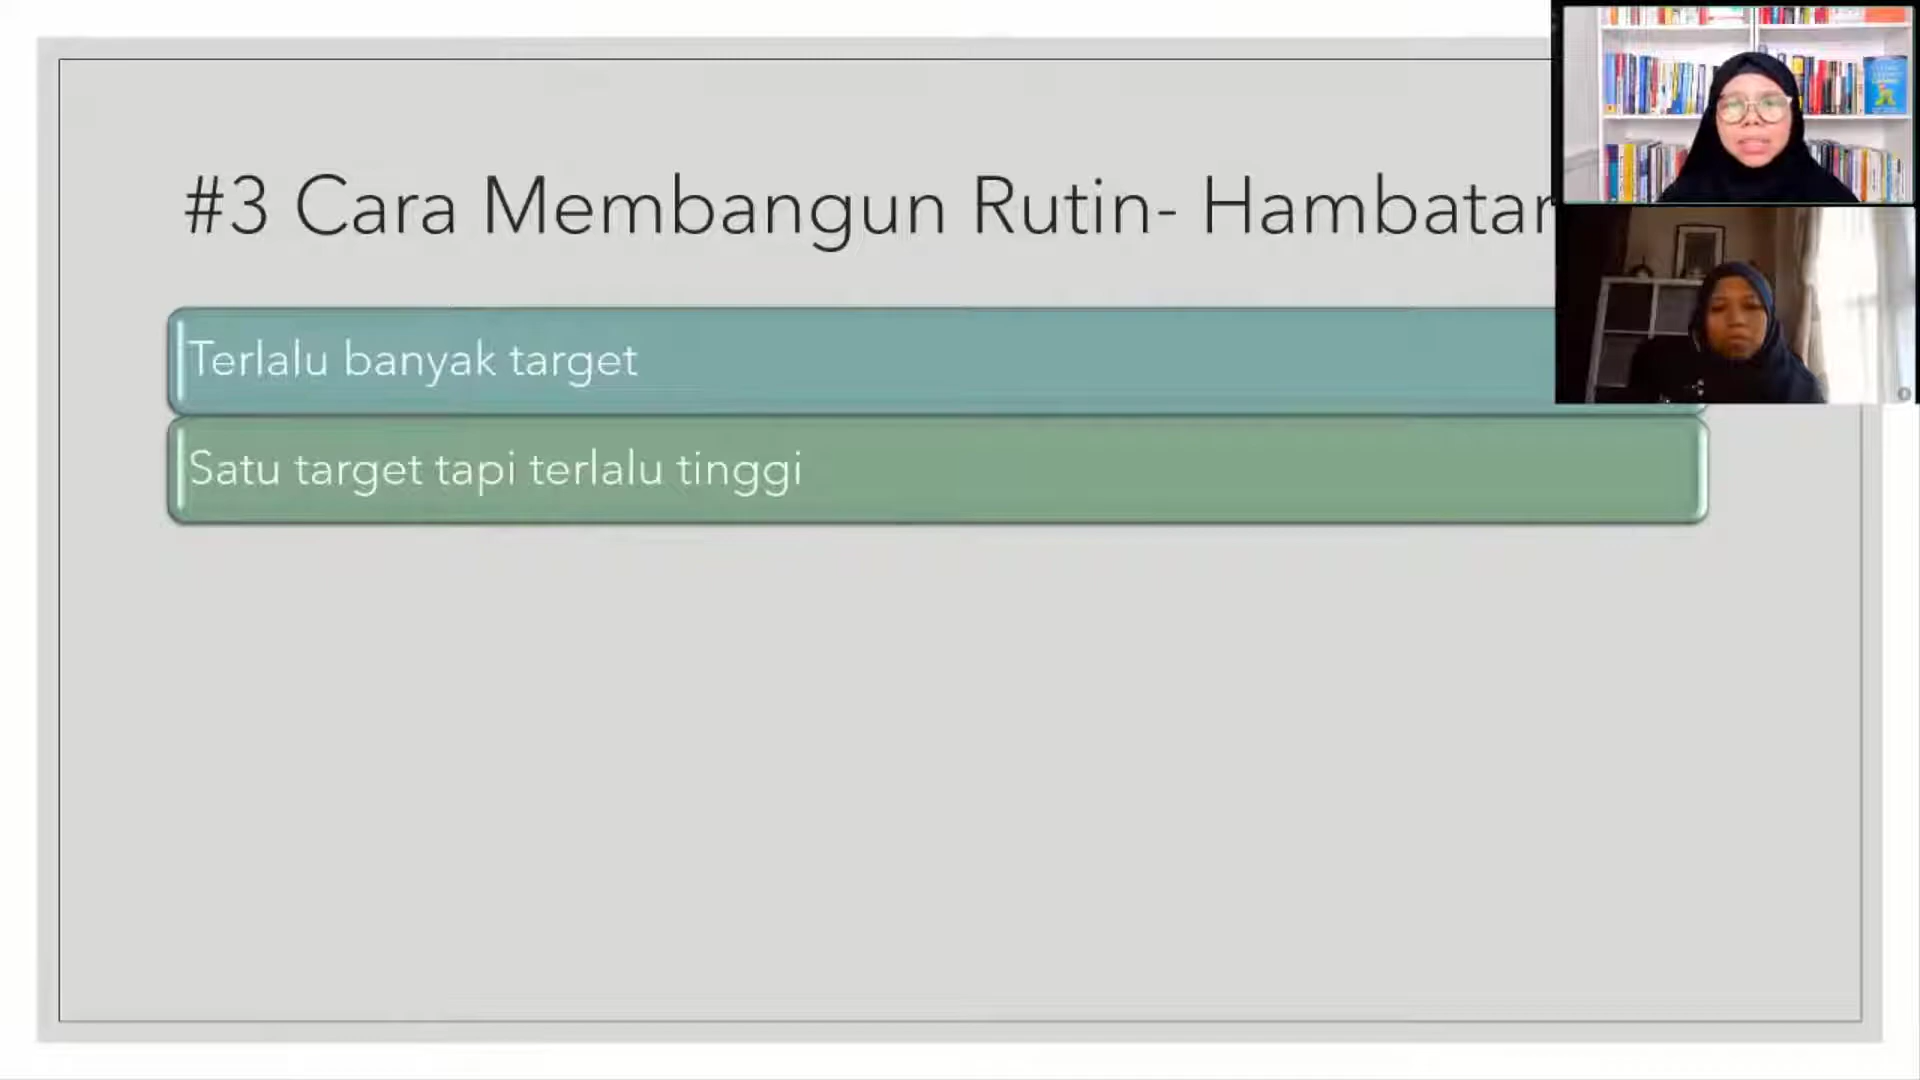 #3 Cara Membangun Rutin- Hambatan
Terlalu banyak target
Satu target tapi terlalu tinggi